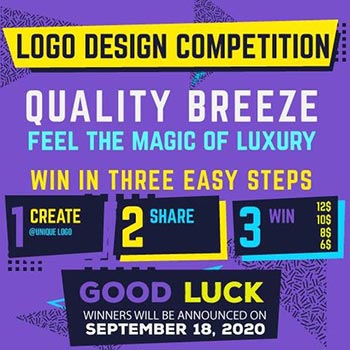 LOGO DESIGN COMPETITION
QUALITY BREEZE
FEEL THE MAGIC OF LUXURY
WIN IN THREE EASY STEPS
1 CREATE
@UNIQUE LOGO
2 SHARE
3 WIN
12$
10$
8$
6$
GOOD LUCK
WINNERS WILL BE ANNOUNCED ON
SEPTEMBER 18, 2020